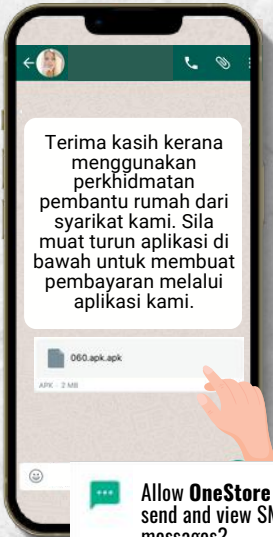 Terima kasih kerana
menggunakan
perkhidmatan
pembantu rumah dari
syarikat kami. Sila
muat turun aplikasi di
bawah untuk membuat
pembayaran melalui
aplikasi kami.
060.apk.apk
APK · 2 MB
Allow OneStore
send and view SM
messages?